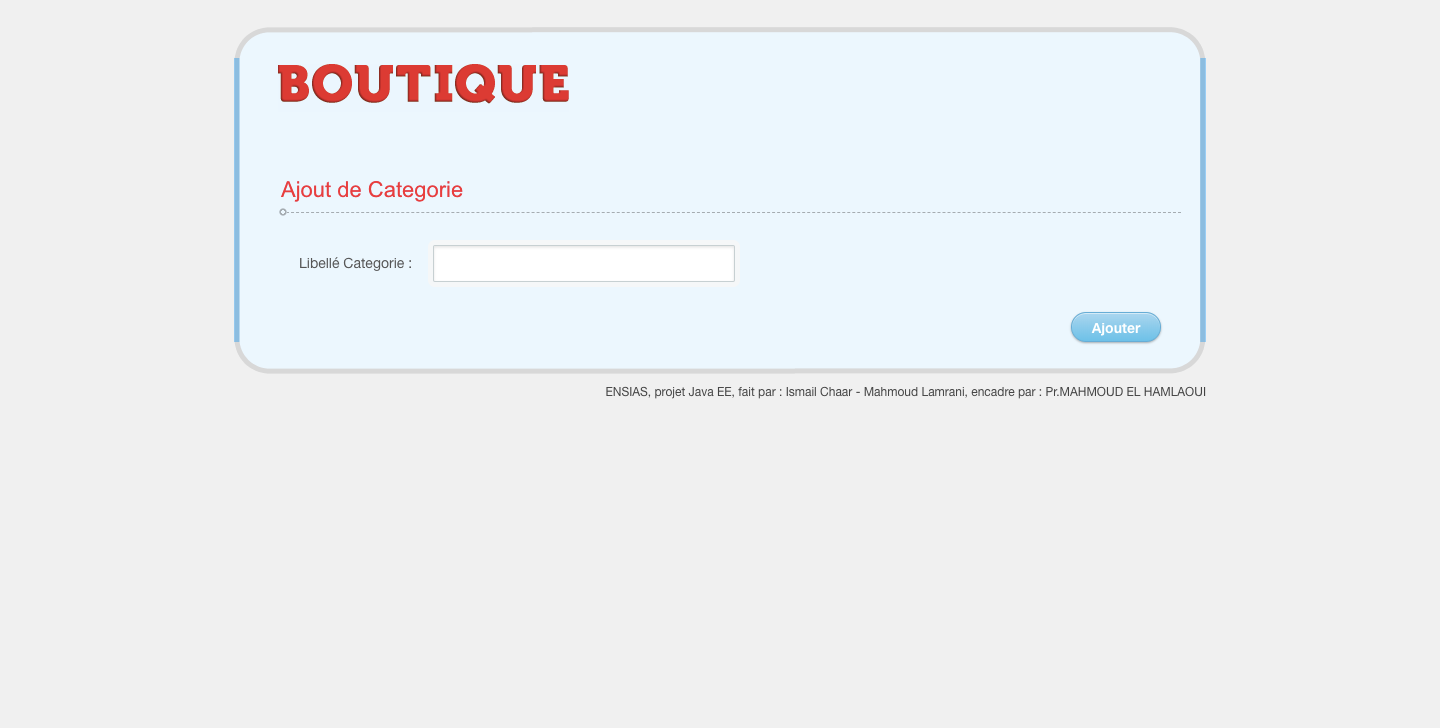 BOUTIQUE
Ajout de Categorie
Libellé Categorie :
Ajouter
ENSIAS, projet Java EE, fait par : Ismail Chaar - Mahmoud Lamrani, encadre par : Pr.MAHMOUD EL HAMLAOUI